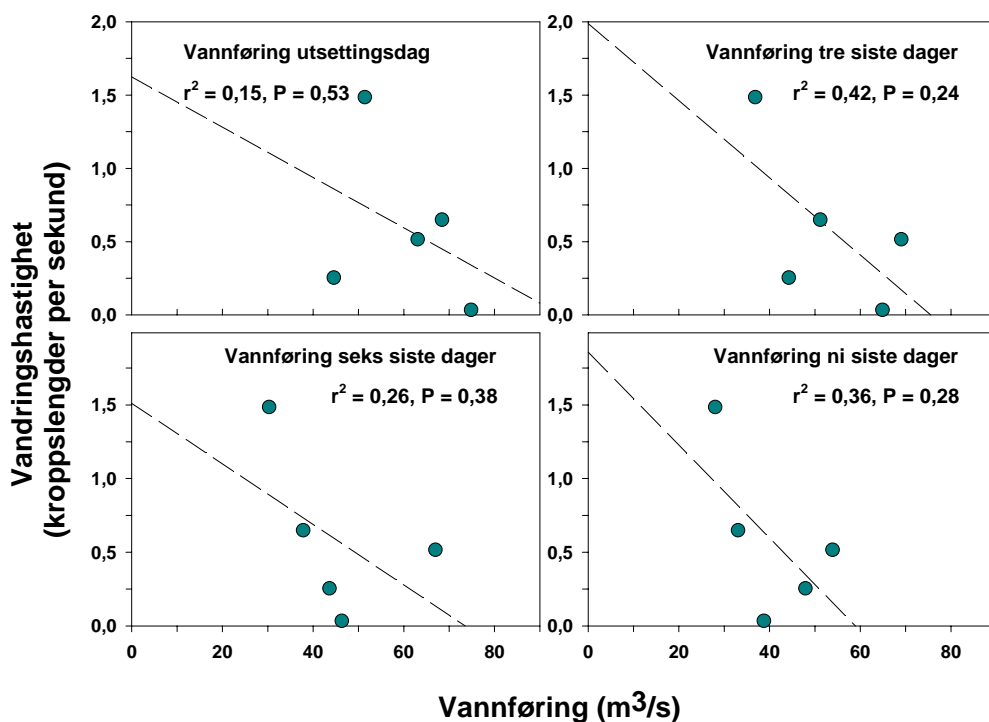 Vandringshastighet
(kroppslengder per sekund)
2,0
1,5
1,0
0,5
0,0
Vannføring utsettingsdag
r² = 0,15, P = 0,53
2,0
1,5
1,0
0,5
0,0
Vannføring tre siste dager
r² = 0,42, P = 0,24
1,5
1,0
0,5
0,0
Vannføring seks siste dager
r² = 0,26, P = 0,38
0 20 40 60 80
1,5
1,0
0,5
0,0
Vannføring ni siste dager
r² = 0,36, P = 0,28
0 20 40 60 80
Vannføring (m³/s)